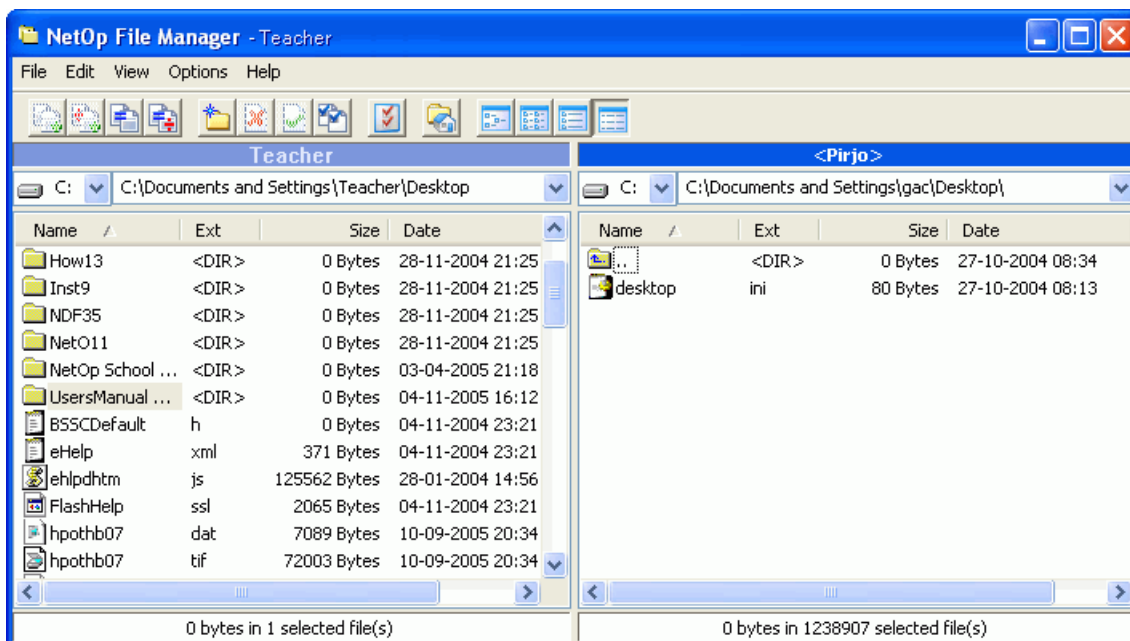 NetOp File Manager - Teacher
File Edit View Options Help
Teacher
C: C:\Documents and Settings\Teacher\Desktop
Name Ext Size Date
How13 <DIR> 0 Bytes 28-11-2004 21:25
Inst9 <DIR> 0 Bytes 28-11-2004 21:25
NDF35 <DIR> 0 Bytes 28-11-2004 21:25
NetO11 <DIR> 0 Bytes 28-11-2004 21:25
NetOp School ... <DIR> 0 Bytes 03-04-2005 21:18
UsersManual ... <DIR> 0 Bytes 04-11-2005 16:12
BSSCDefault h 0 Bytes 04-11-2004 23:21
eHelp xml 371 Bytes 04-11-2004 23:21
ehlpdhtm js 125562 Bytes 28-01-2004 14:56
FlashHelp ssl 2065 Bytes 04-11-2004 23:21
hpothb07 dat 7089 Bytes 10-09-2005 20:34
hpothb07 tif 72003 Bytes 10-09-2005 20:34
0 bytes in 1 selected file(s)
<Pirjo>
C: C:\Documents and Settings\gac\Desktop\
Name Ext Size Date
.. <DIR> 0 Bytes 27-10-2004 08:34
desktop ini 80 Bytes 27-10-2004 08:13
0 bytes in 1238907 selected file(s)